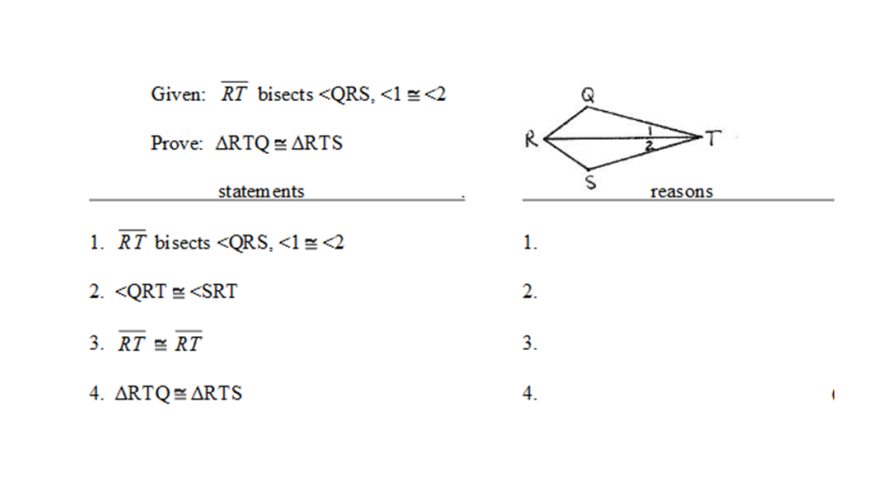 Given: RT bisects <QRS, <1 ≅ <2
Q
Prove: ΔRTQ ≅ ΔRTS
R
1
2
T
S
statements
reasons
1. RT bisects <QRS, <1 ≅ <2
1.
2. <QRT ≅ <SRT
2.
3. RT ≅ RT
3.
4. ΔRTQ ≅ ΔRTS
4.